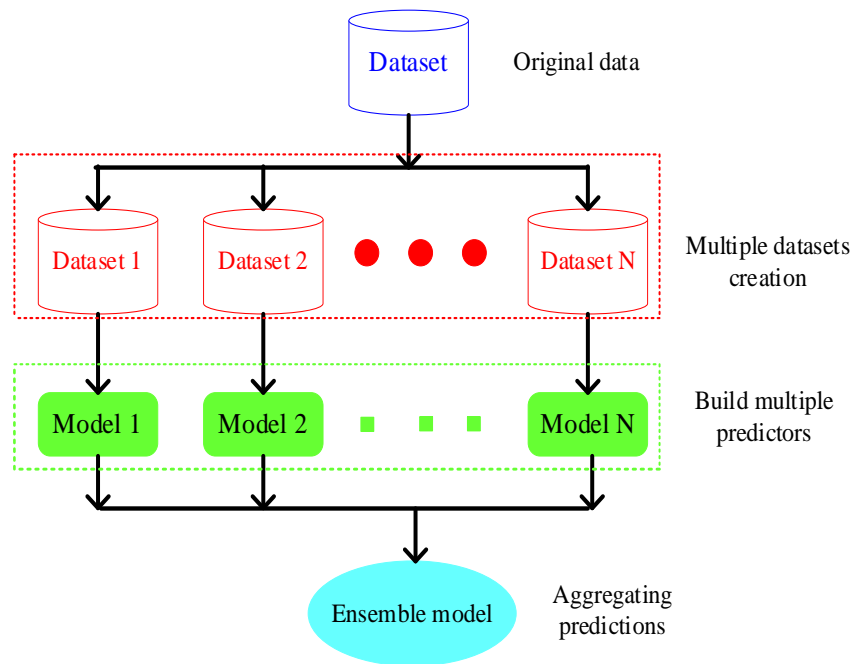 Dataset
Original data
Dataset 1
Dataset 2
Dataset N
Multiple datasets
creation
Model 1
Model 2
Model N
Build multiple
predictors
Ensemble model
Aggregating
predictions